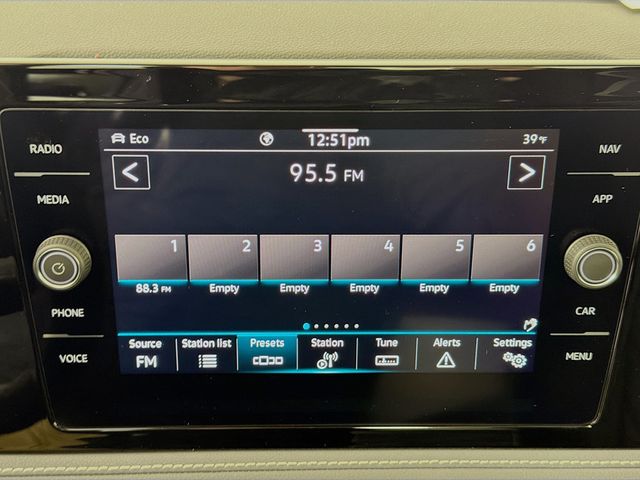 Eco 12:51pm 39°F
RADIO NAV
< 95.5 FM >
MEDIA APP
1 2 3 4 5 6
88.3 FM Empty Empty Empty Empty Empty
PHONE CAR
Source Station list Presets Station Tune Alerts Settings
FM
VOICE MENU